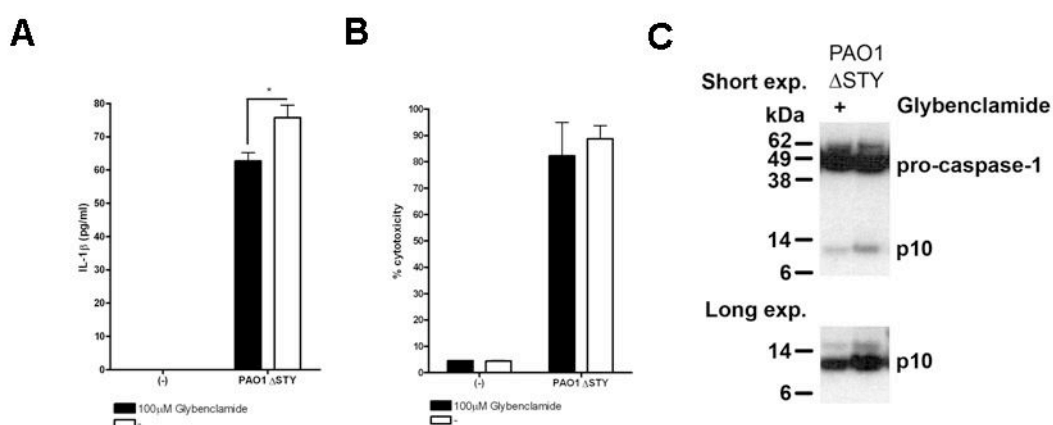 A
80
70
60
50
40
30
20
10
0
IL-1β (pg/ml)
*
(-)
PAO1 ΔSTY
100μM Glybenclamide
-
B
100
90
80
70
60
50
40
30
20
10
0
% cytotoxicity
(-)
PAO1 ΔSTY
100μM Glybenclamide
-
C
PAO1
ΔSTY
Short exp.
+ Glybenclamide
kDa
62
49
38
pro-caspase-1
14
p10
6
Long exp.
14
p10
6